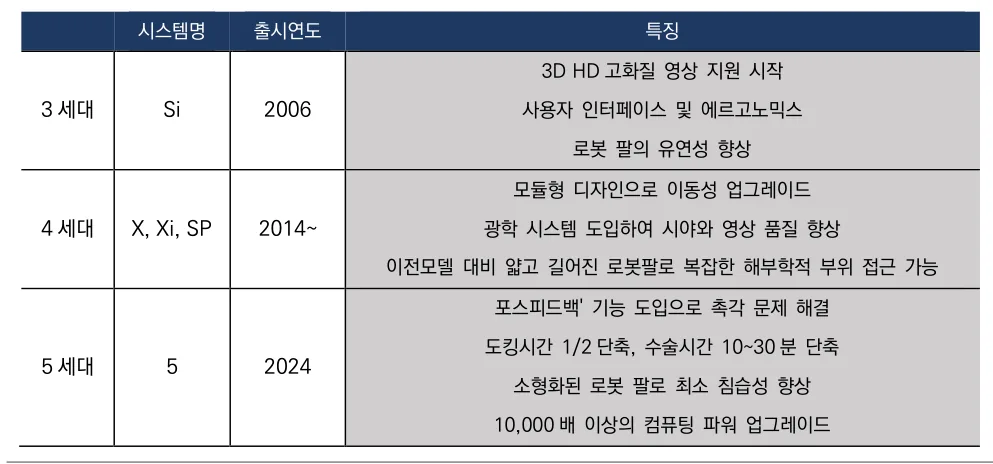 시스템명 출시연도 특징
3세대 Si 2006
3D HD 고화질 영상 지원 시작
사용자 인터페이스 및 에르고노믹스
로봇 팔의 유연성 향상
4세대 X, Xi, SP 2014~
모듈형 디자인으로 이동성 업그레이드
광학 시스템 도입하여 시야와 영상 품질 향상
이전모델 대비 얇고 길어진 로봇팔로 복잡한 해부학적 부위 접근 가능
5세대 5 2024
포스피드백' 기능 도입으로 촉각 문제 해결
도킹시간 1/2 단축, 수술시간 10~30분 단축
소형화된 로봇 팔로 최소 침습성 향상
10,000배 이상의 컴퓨팅 파워 업그레이드